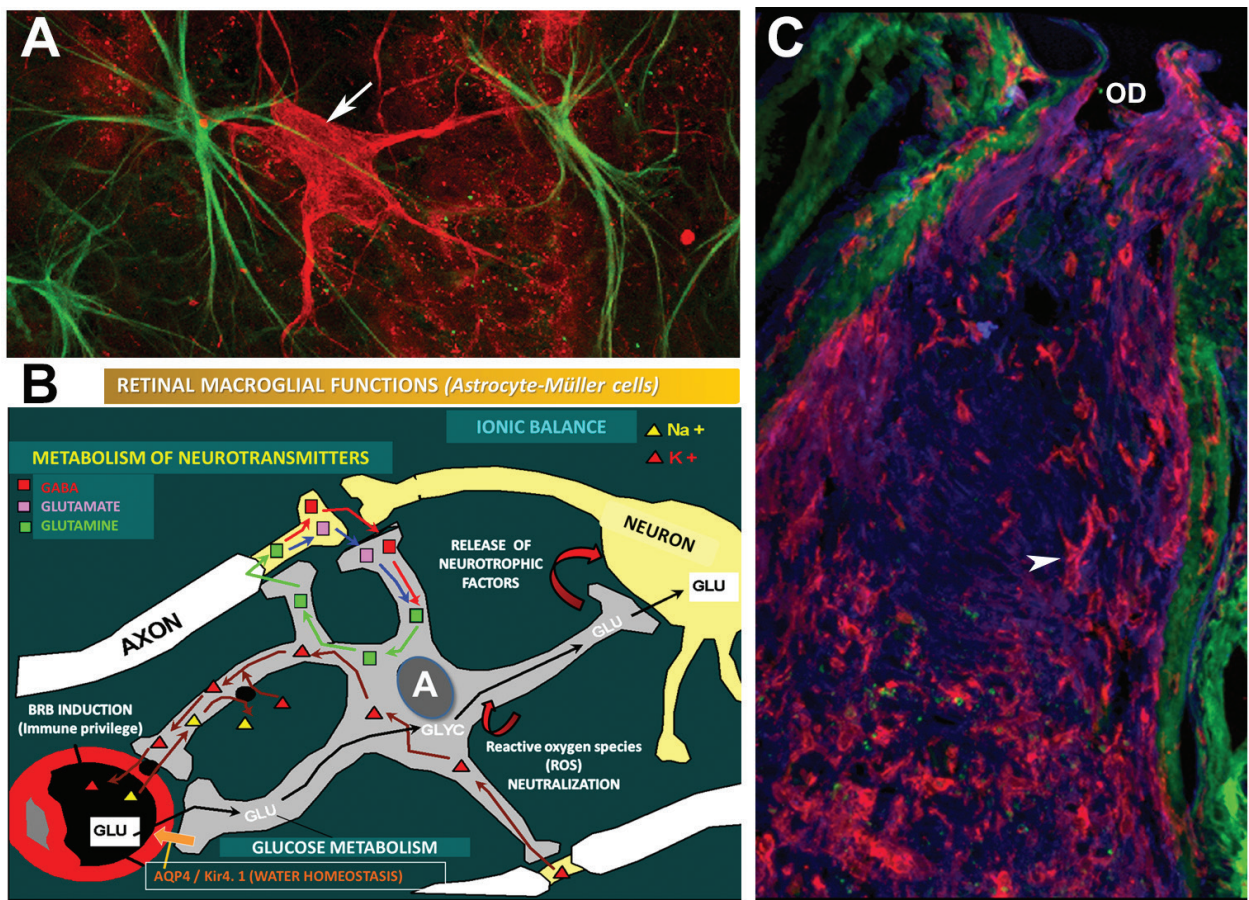 A
B
RETINAL MACROGLIAL FUNCTIONS (Astrocyte-Müller cells)
IONIC BALANCE
Na +
K +
METABOLISM OF NEUROTRANSMITTERS
GABA
GLUTAMATE
GLUTAMINE
NEURON
RELEASE OF
NEUROTROPHIC
FACTORS
GLU
GLU
AXON
A
GLYC
BRB INDUCTION
(Immune privilege)
Reactive oxygen species
(ROS)
NEUTRALIZATION
GLU
GLU
GLUCOSE METABOLISM
AQP4 / Kir4. 1 (WATER HOMEOSTASIS)
C
OD